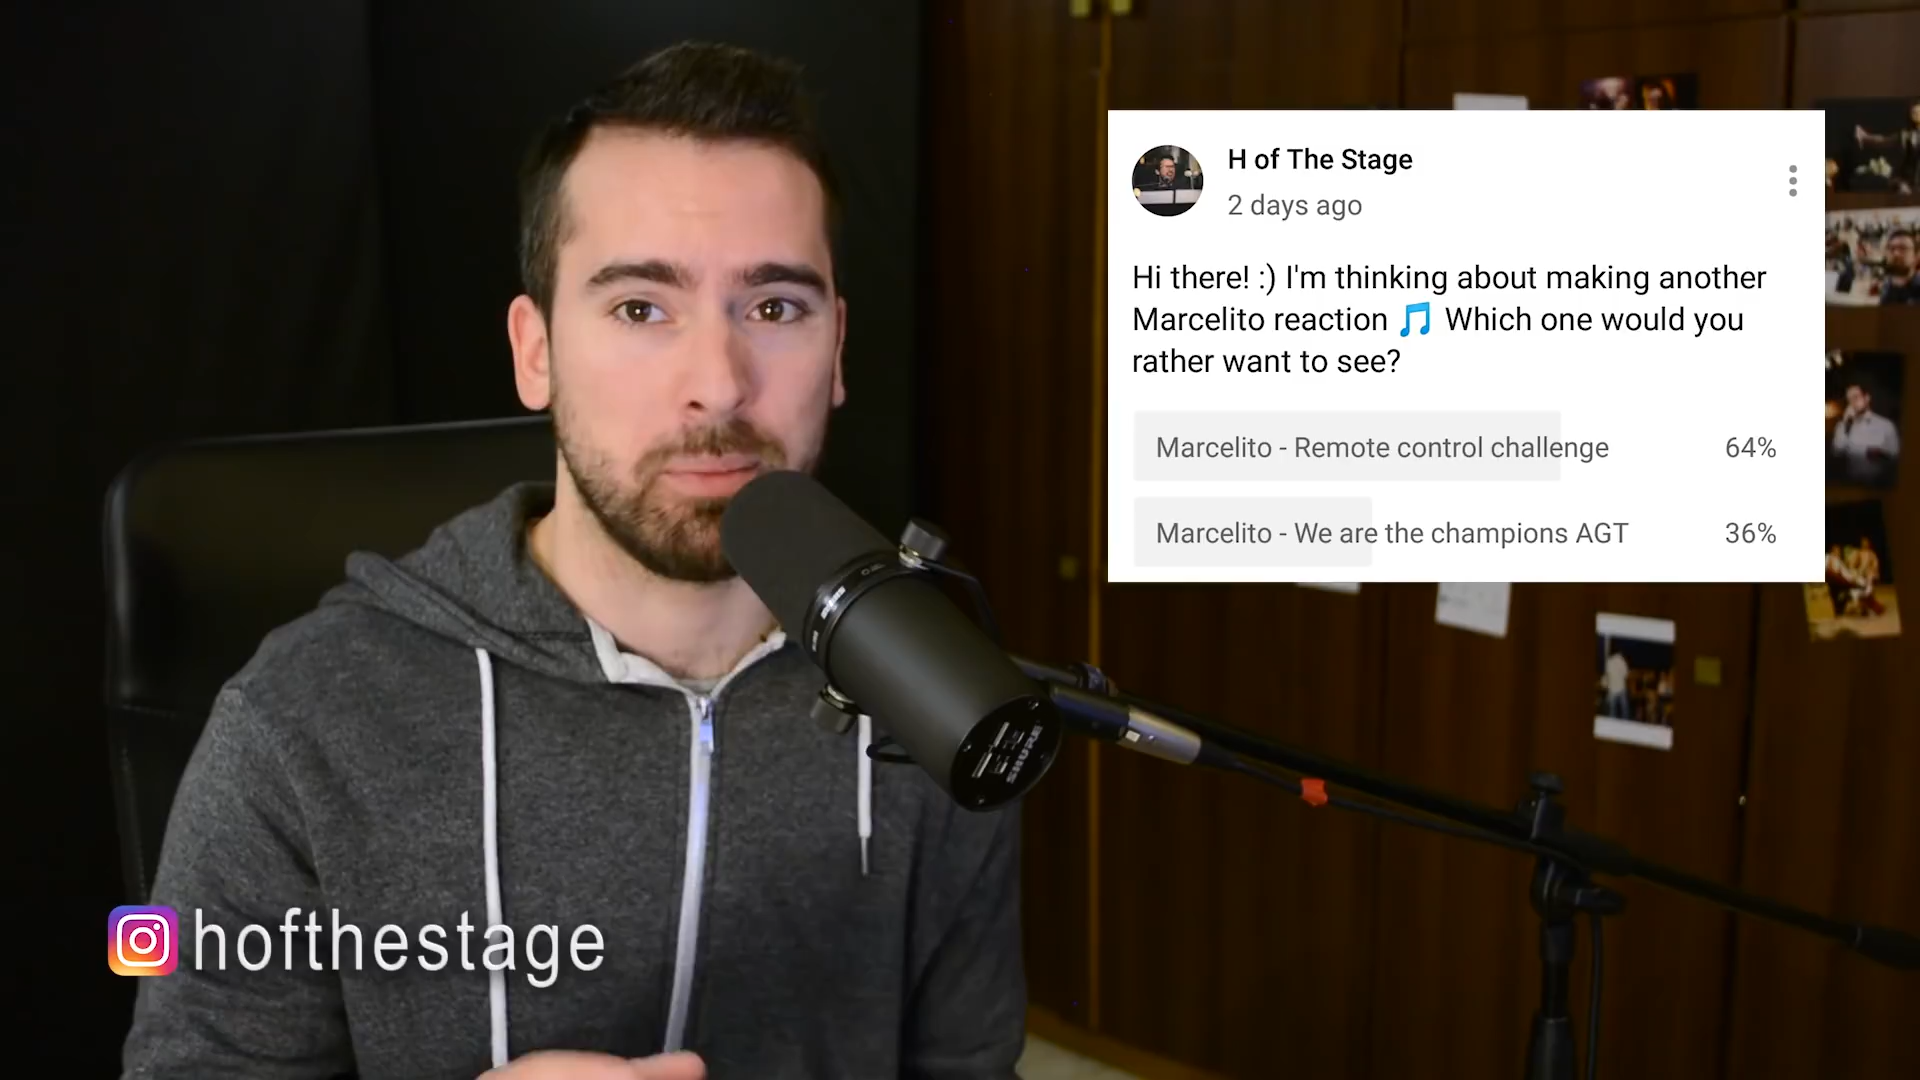 H of The Stage
2 days ago
Hi there! :) I'm thinking about making another
Marcelito reaction 🎵 Which one would you
rather want to see?
Marcelito - Remote control challenge 64%
Marcelito - We are the champions AGT 36%
SHURE
hofthestage